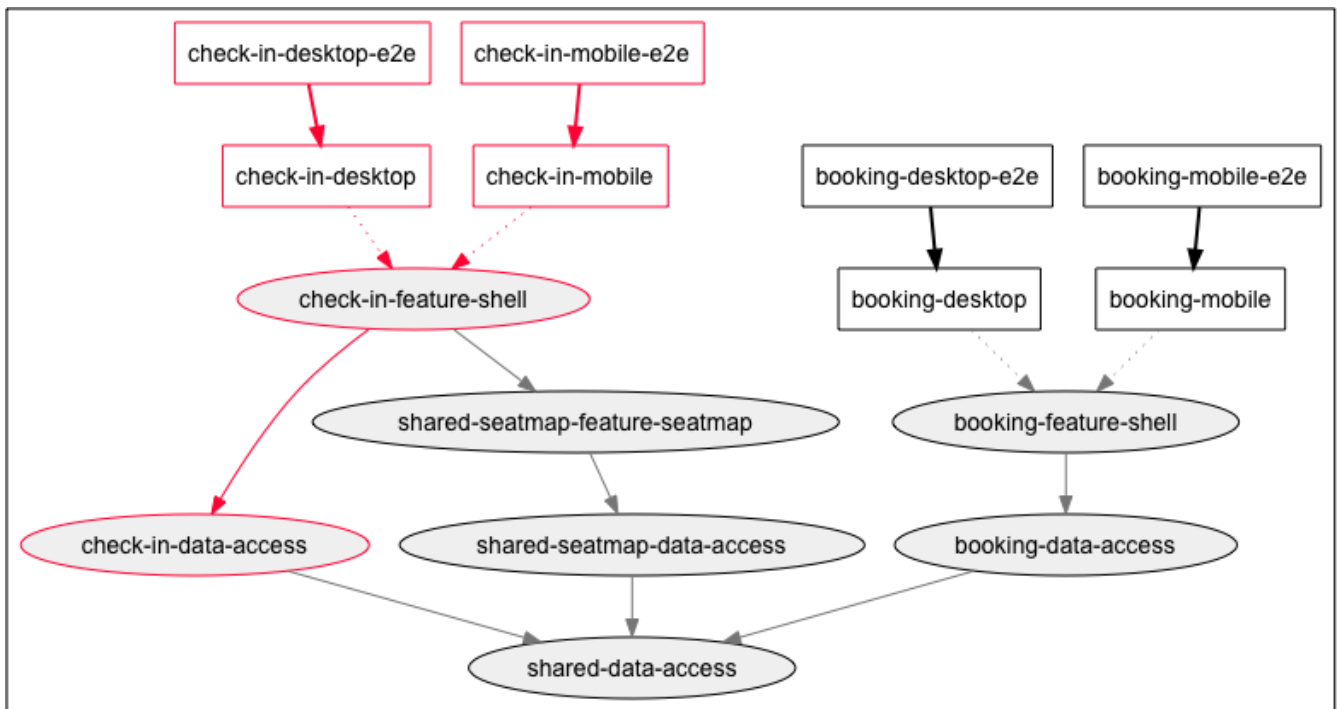 check-in-desktop-e2e
check-in-mobile-e2e
check-in-desktop
check-in-mobile
booking-desktop-e2e
booking-mobile-e2e
check-in-feature-shell
booking-desktop
booking-mobile
shared-seatmap-feature-seatmap
booking-feature-shell
check-in-data-access
shared-seatmap-data-access
booking-data-access
shared-data-access